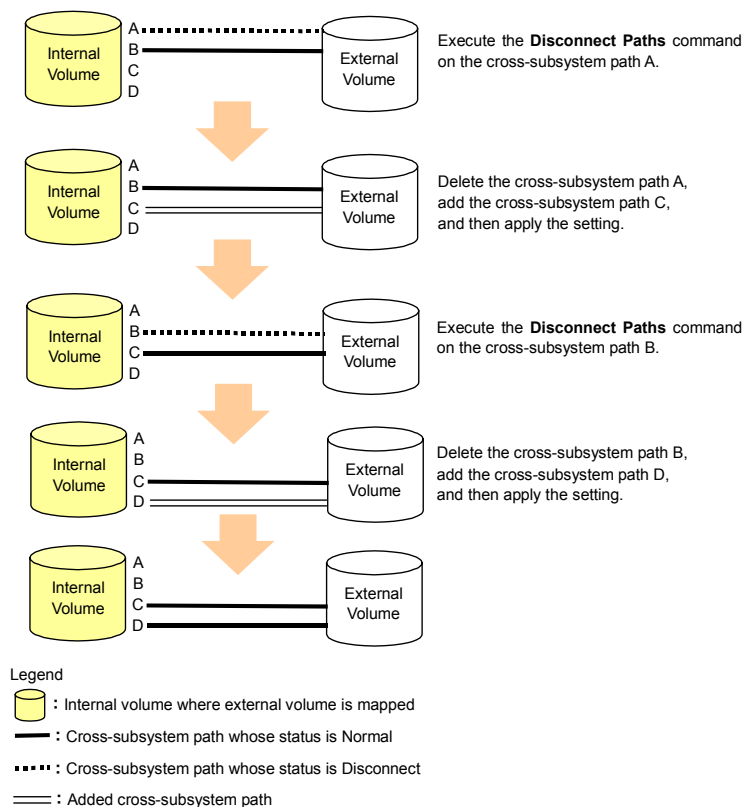 A
B
C
D
Internal
Volume
External
Volume
Execute the Disconnect Paths command
on the cross-subsystem path A.
A
B
C
D
Internal
Volume
External
Volume
Delete the cross-subsystem path A,
add the cross-subsystem path C,
and then apply the setting.
A
B
C
D
Internal
Volume
External
Volume
Execute the Disconnect Paths command
on the cross-subsystem path B.
A
B
C
D
Internal
Volume
External
Volume
Delete the cross-subsystem path B,
add the cross-subsystem path D,
and then apply the setting.
A
B
C
D
Internal
Volume
External
Volume
Legend
: Internal volume where external volume is mapped
: Cross-subsystem path whose status is Normal
: Cross-subsystem path whose status is Disconnect
: Added cross-subsystem path